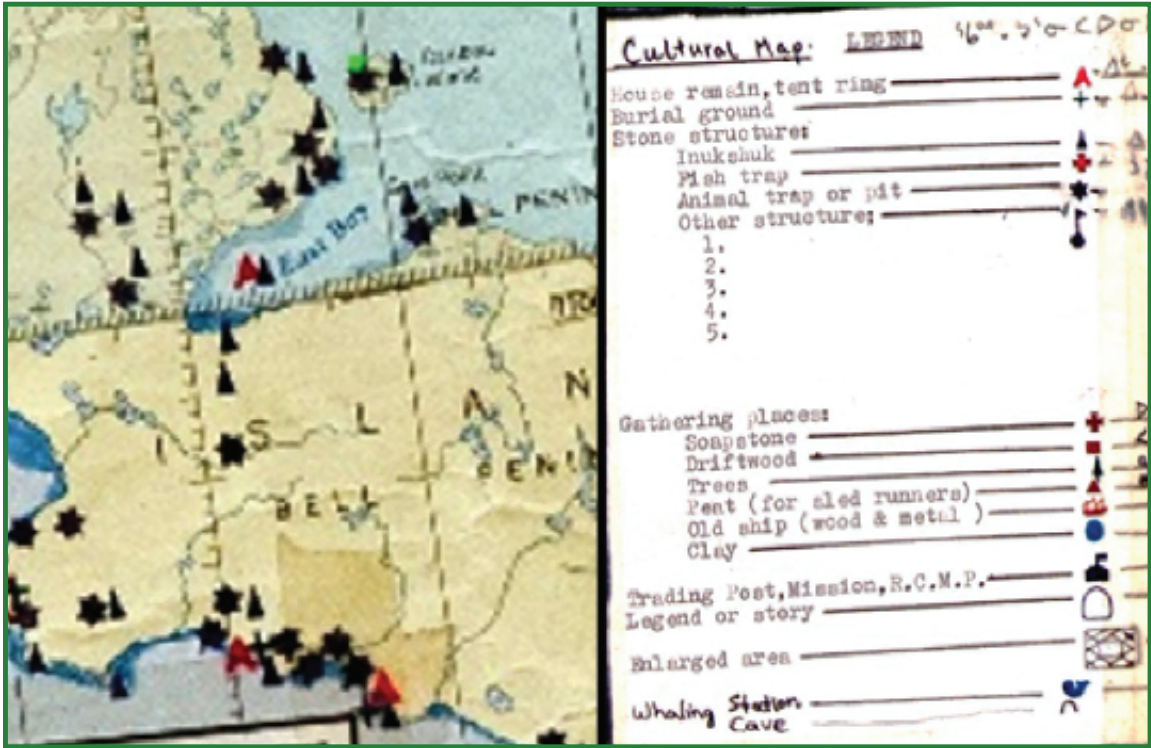 East Bay
PENIN
I S L A N
BELL
PENIN
Cultural Map: LEGEND
House remain, tent ring
Burial ground
Stone structure:
Inukshuk
Fish trap
Animal trap or pit
Other structure:
1.
2.
3.
4.
5.
Gathering places:
Soapstone
Driftwood
Trees
Peat (for sled runners)
Old ship (wood & metal )
Clay
Trading Post, Mission, R.C.M.P.
Legend or story
Enlarged area
Whaling Station
Cave